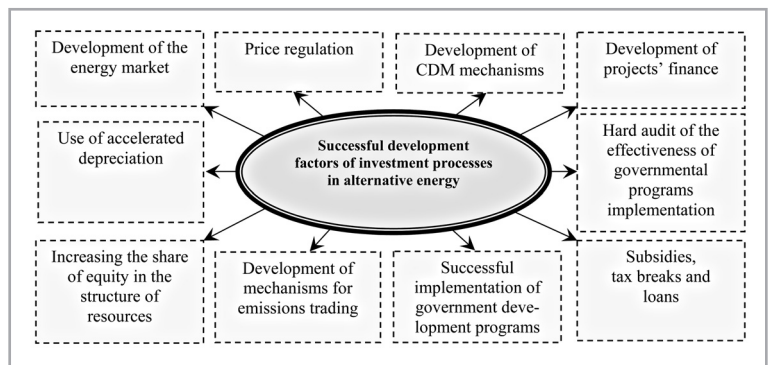 Development of the
energy market
Price regulation
Development of
CDM mechanisms
Development of
projects’ finance
Use of accelerated
depreciation
Successful development
factors of investment processes
in alternative energy
Hard audit of the
effectiveness of
governmental
programs
implementation
Increasing the share
of equity in the
structure of
resources
Development of
mechanisms for
emissions trading
Successful
implementation of
government deve-
lopment programs
Subsidies,
tax breaks and
loans